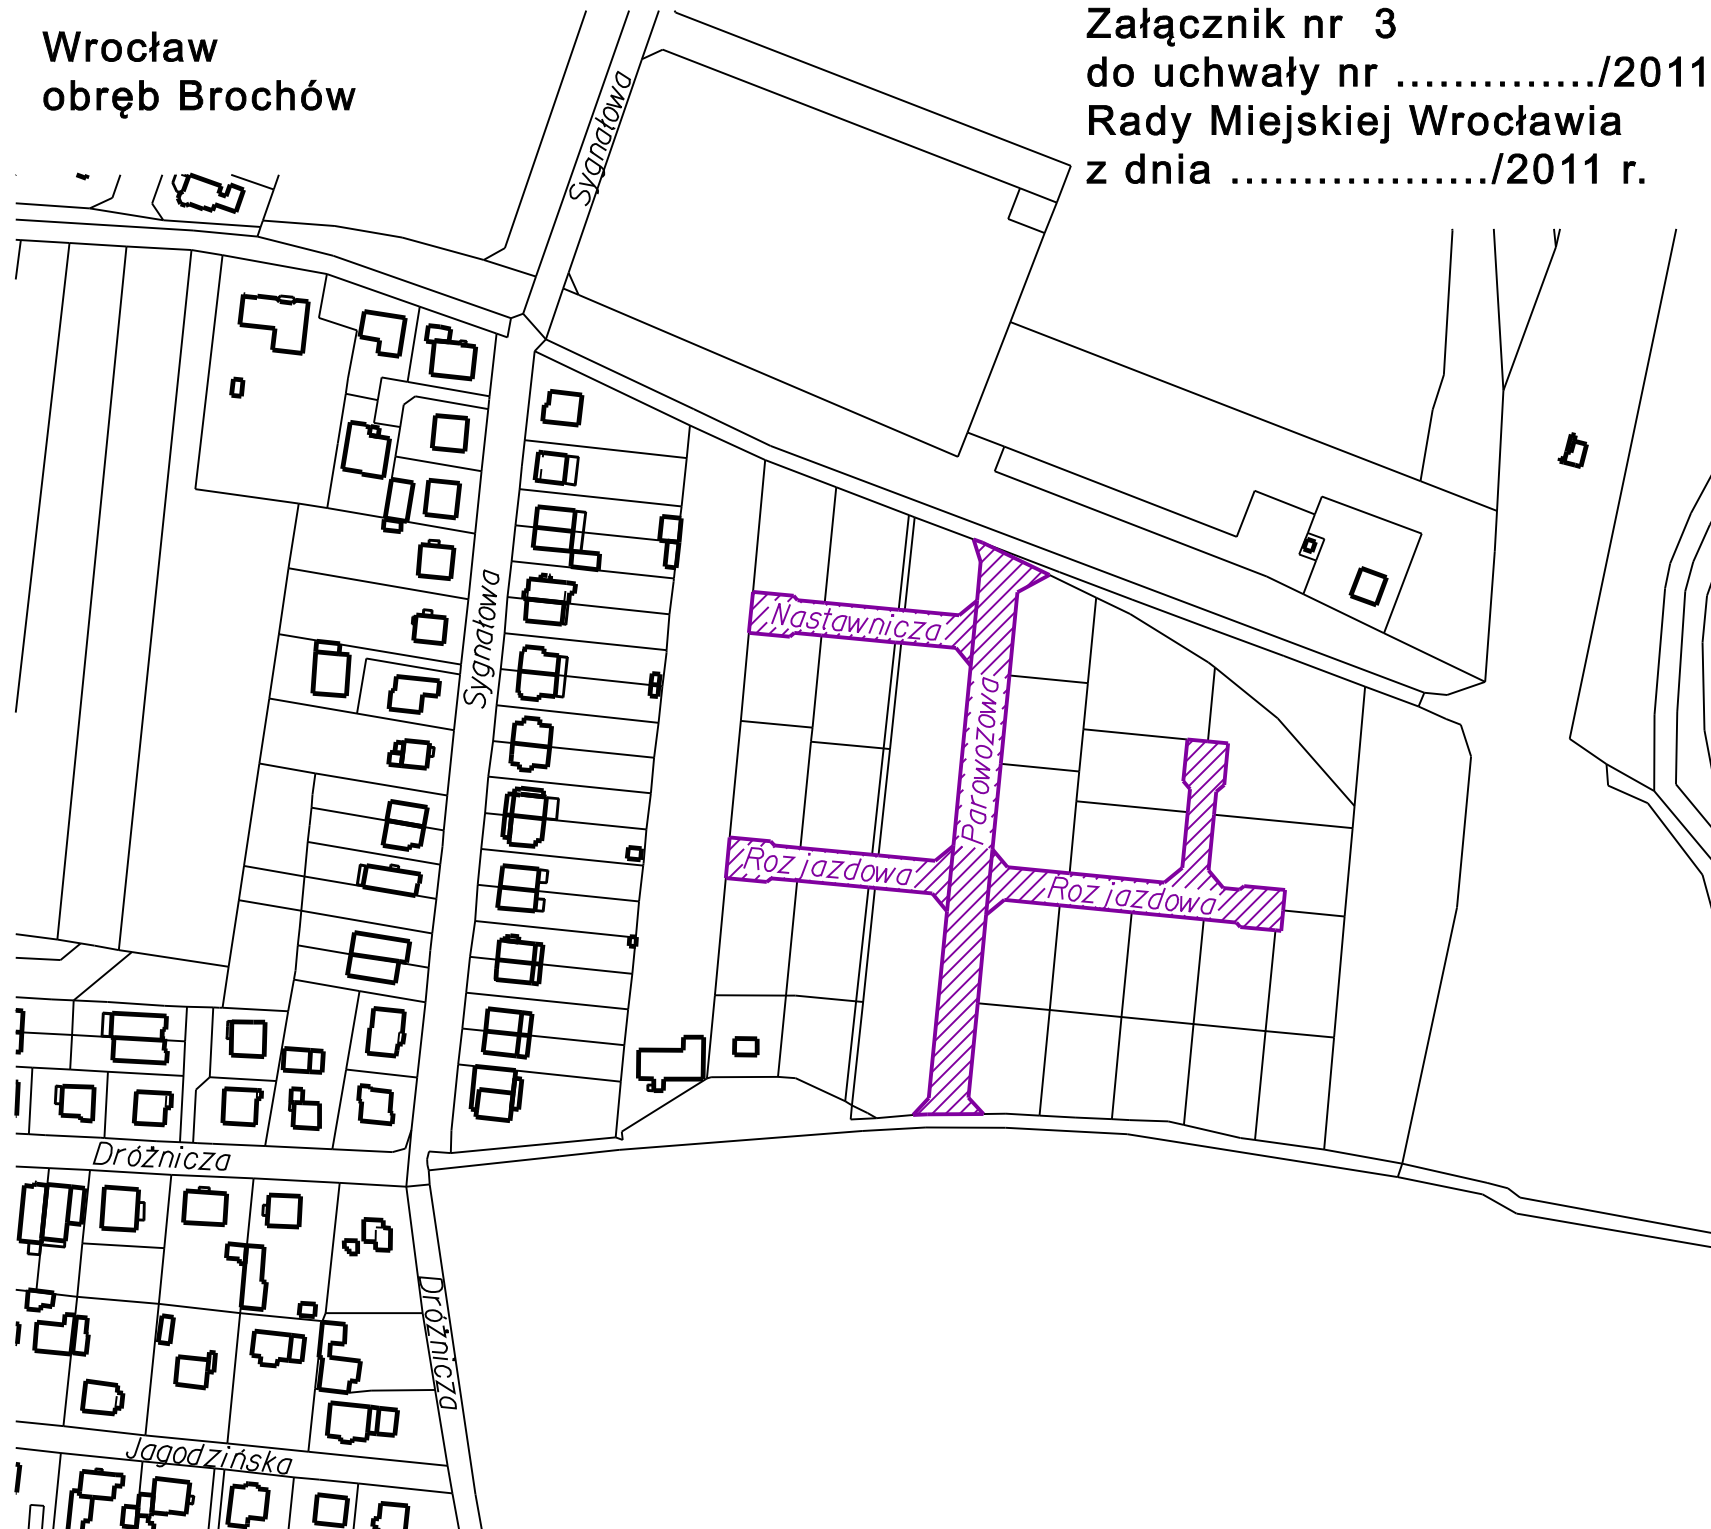 Wrocław
obręb Brochów
Załącznik nr 3
do uchwały nr ............../2011
Rady Miejskiej Wrocławia
z dnia ................../2011 r.
Sygnałowa
Sygnałowa
Nastawnicza
Parowozowa
Rozjazdowa
Rozjazdowa
Dróżnicza
Dróżnicza
Jagodzińska